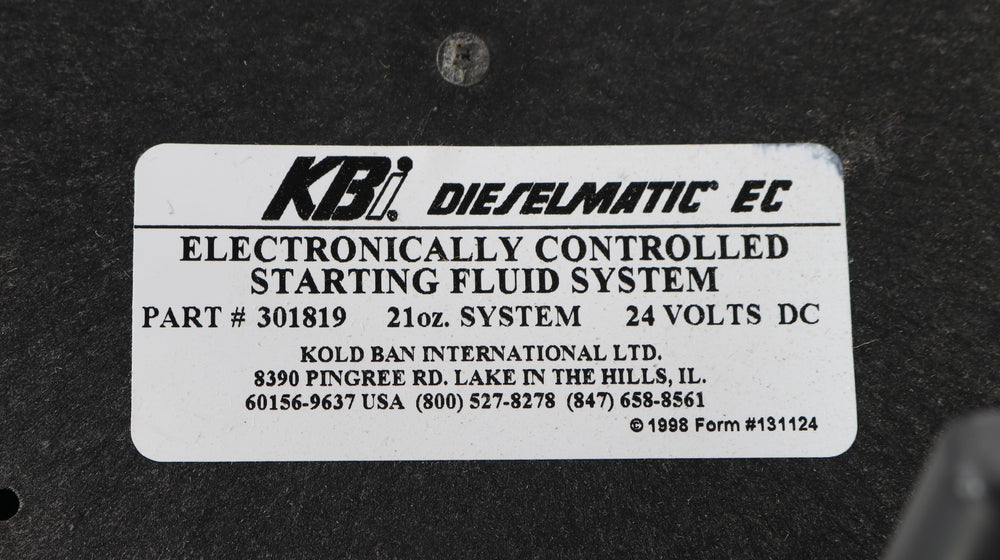 KBi. DIESELMATIC EC
ELECTRONICALLY CONTROLLED
STARTING FLUID SYSTEM
PART # 301819 21oz. SYSTEM 24 VOLTS DC
KOLD BAN INTERNATIONAL LTD.
8390 PINGREE RD. LAKE IN THE HILLS, IL.
60156-9637 USA (800) 527-8278 (847) 658-8561
© 1998 Form #131124